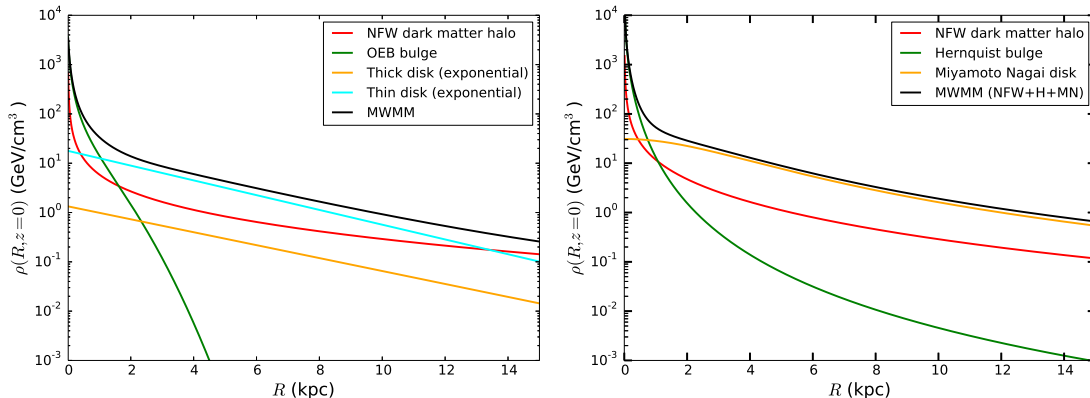 10^4
10^3
10^2
10^1
10^0
10^-1
10^-2
10^-3
ρ(R,z=0) (GeV/cm^3)
NFW dark matter halo
OEB bulge
Thick disk (exponential)
Thin disk (exponential)
MWMM
0 2 4 6 8 10 12 14
R (kpc)
10^4
10^3
10^2
10^1
10^0
10^-1
10^-2
10^-3
ρ(R,z=0) (GeV/cm^3)
NFW dark matter halo
Hernquist bulge
Miyamoto Nagai disk
MWMM (NFW+H+MN)
0 2 4 6 8 10 12 14
R (kpc)